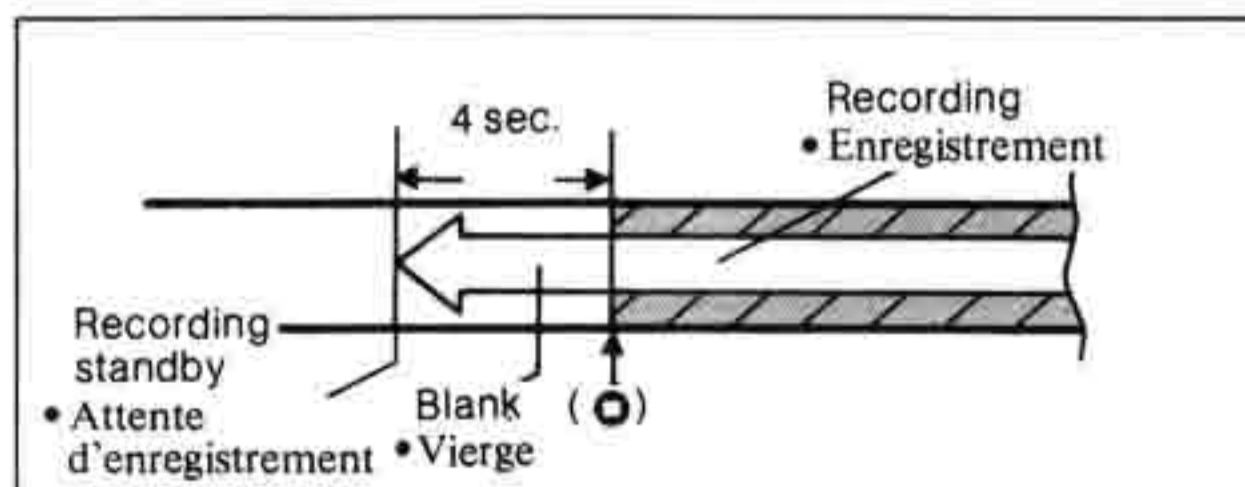 4 sec.
Recording
• Enregistrement
Recording
standby
• Attente
d'enregistrement
Blank
• Vierge